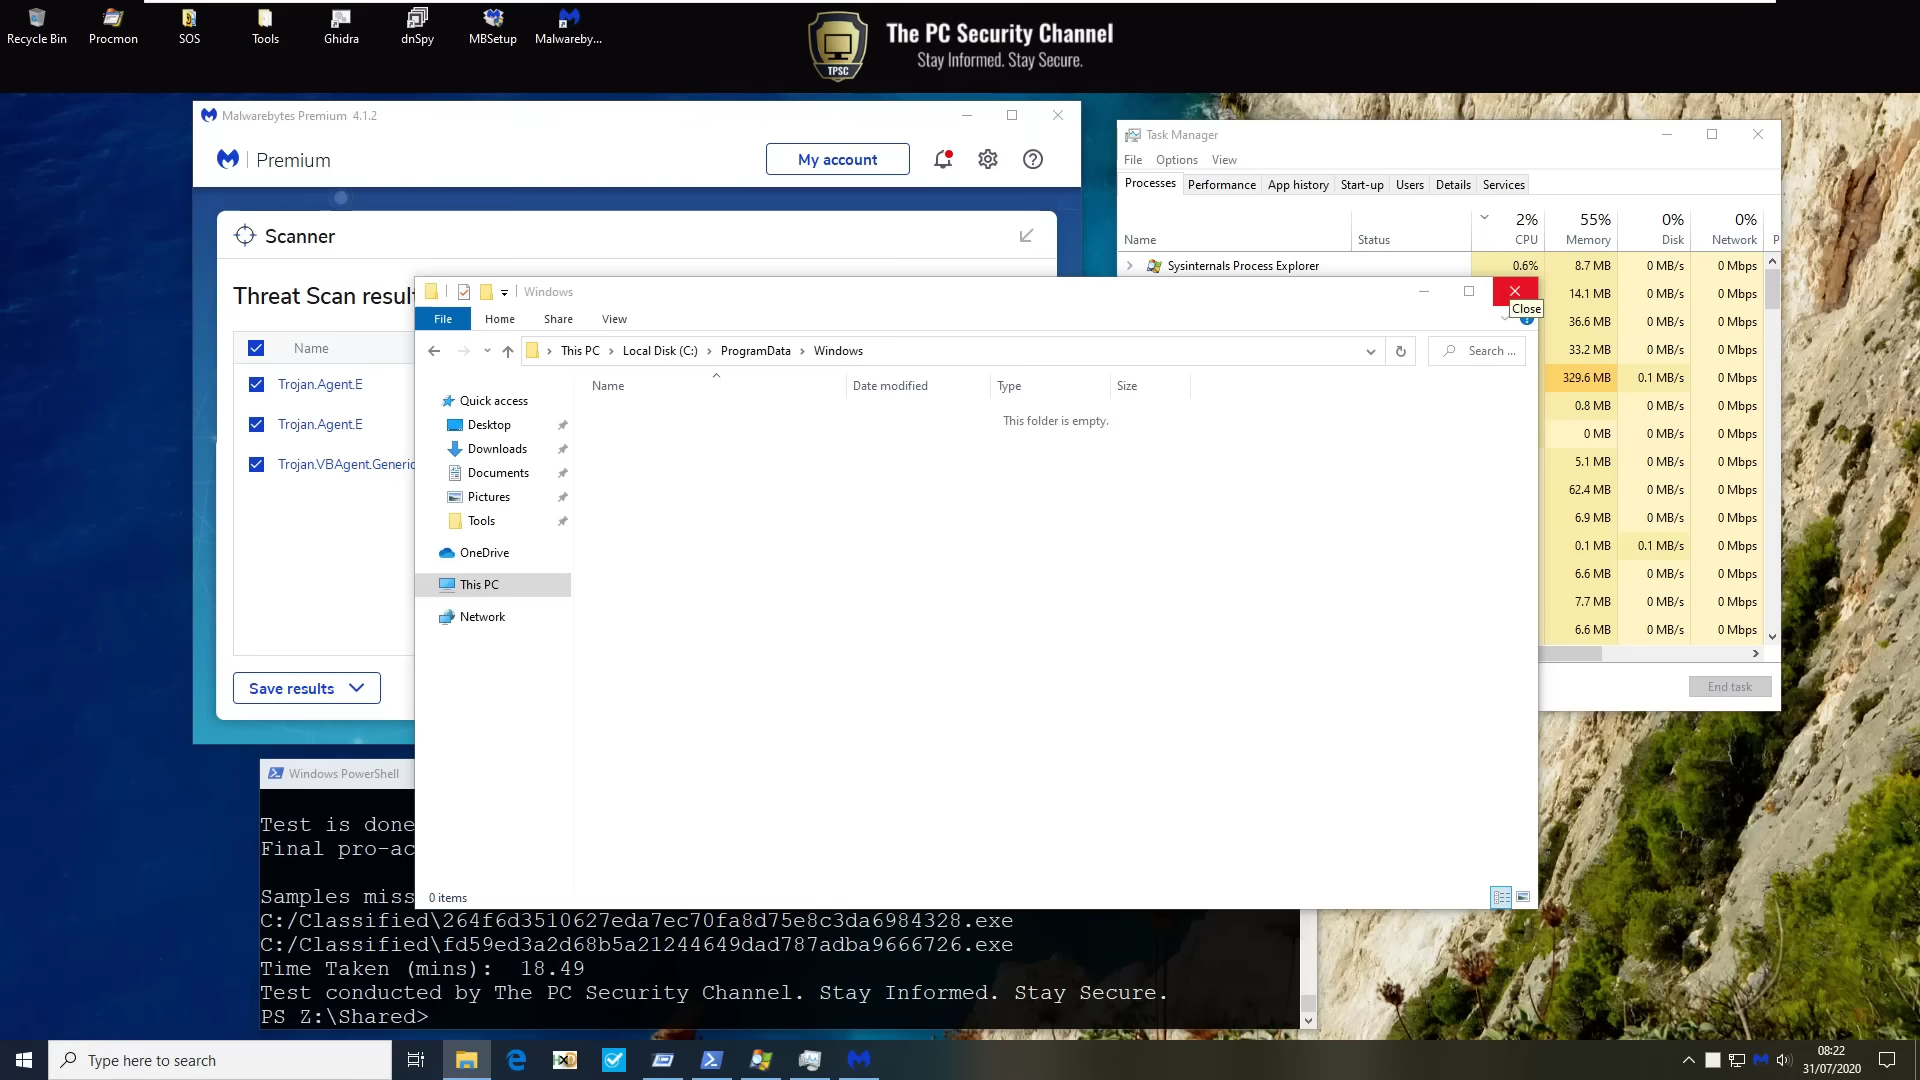 Recycle Bin
Procmon
SOS
Tools
Ghidra
dnSpy
MBSetup
Malwareby...
TPSC
The PC Security Channel
Stay Informed. Stay Secure.
Malwarebytes Premium 4.1.2
Premium
My account
Scanner
Threat Scan result
Name
Trojan.Agent.E
Trojan.Agent.E
Trojan.VBAgent.Generic
Save results
Task Manager
File Options View
Processes Performance App history Start-up Users Details Services
2% 55% 0% 0%
Name Status CPU Memory Disk Network P
Sysinternals Process Explorer 0.6% 8.7 MB 0 MB/s 0 Mbps
14.1 MB 0 MB/s 0 Mbps
36.6 MB 0 MB/s 0 Mbps
33.2 MB 0 MB/s 0 Mbps
329.6 MB 0.1 MB/s 0 Mbps
0.8 MB 0 MB/s 0 Mbps
0 MB 0 MB/s 0 Mbps
5.1 MB 0 MB/s 0 Mbps
62.4 MB 0 MB/s 0 Mbps
6.9 MB 0 MB/s 0 Mbps
0.1 MB 0.1 MB/s 0 Mbps
6.6 MB 0 MB/s 0 Mbps
7.7 MB 0 MB/s 0 Mbps
6.6 MB 0 MB/s 0 Mbps
End task
Windows
Close
File Home Share View
This PC Local Disk (C:) ProgramData Windows
Search ...
Name Date modified Type Size
This folder is empty.
Quick access
Desktop
Downloads
Documents
Pictures
Tools
OneDrive
This PC
Network
0 items
Windows PowerShell
Test is done
Final pro-ac
Samples miss
C:/Classified\264f6d3510627eda7ec70fa8d75e8c3da6984328.exe
C:/Classified\fd59ed3a2d68b5a21244649dad787adba9666726.exe
Time Taken (mins): 18.49
Test conducted by The PC Security Channel. Stay Informed. Stay Secure.
PS Z:\Shared>
Type here to search
08:22
31/07/2020